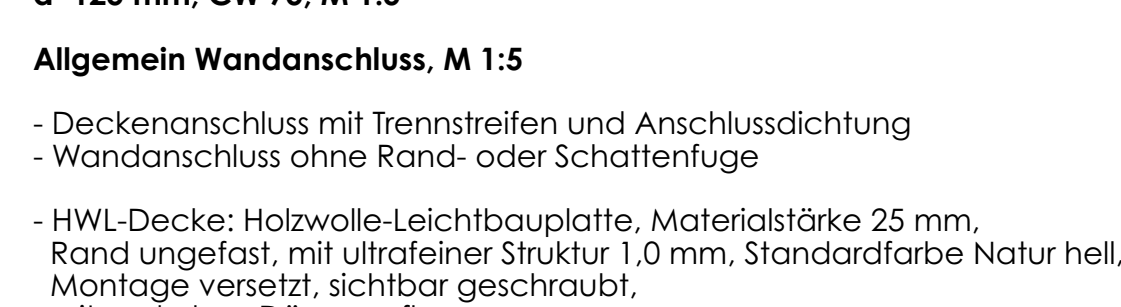 Allgemein Wandanschluss, M 1:5
- Deckenanschluss mit Trennstreifen und Anschlussdichtung
- Wandanschluss ohne Rand- oder Schattenfuge
- HWL-Decke: Holzwolle-Leichtbauplatte, Materialstärke 25 mm,
Rand ungefast, mit ultrafeiner Struktur 1,0 mm, Standardfarbe Natur hell,
Montage versetzt, sichtbar geschraubt,